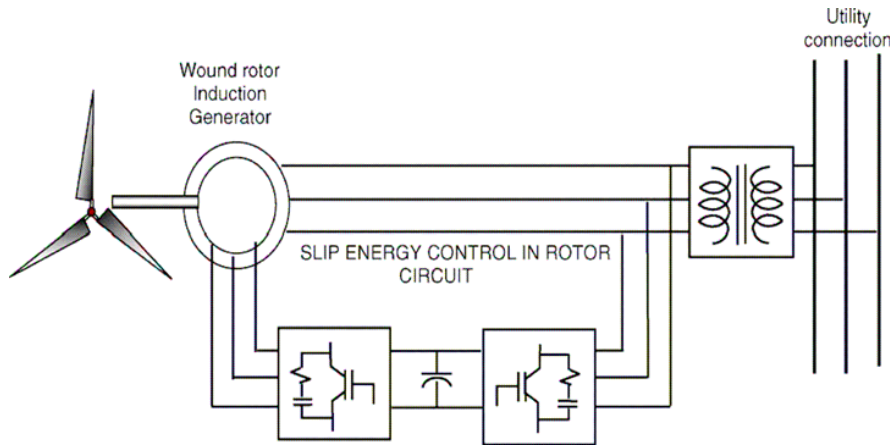 Utility
connection
Wound rotor
Induction
Generator
SLIP ENERGY CONTROL IN ROTOR
CIRCUIT